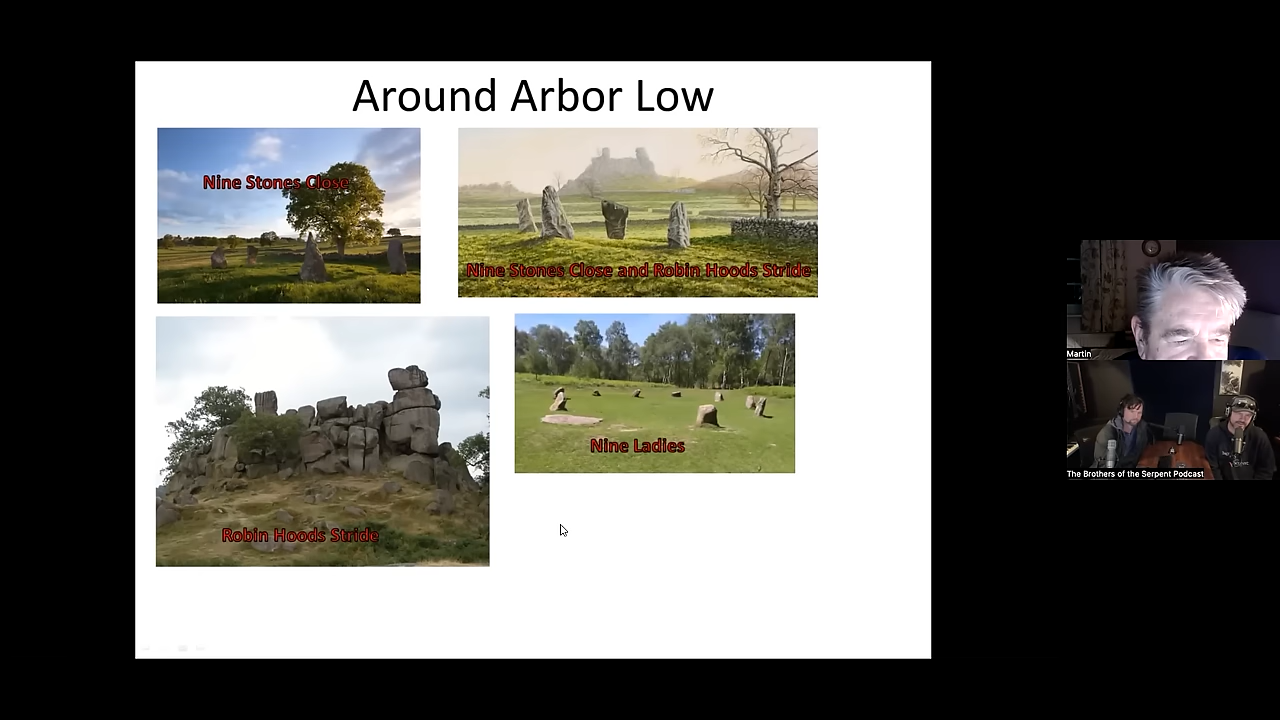 Around Arbor Low
Nine Stones Close
Nine Stones Close and Robin Hoods Stride
Robin Hoods Stride
Nine Ladies
Martin
The Brothers of the Serpent Podcast